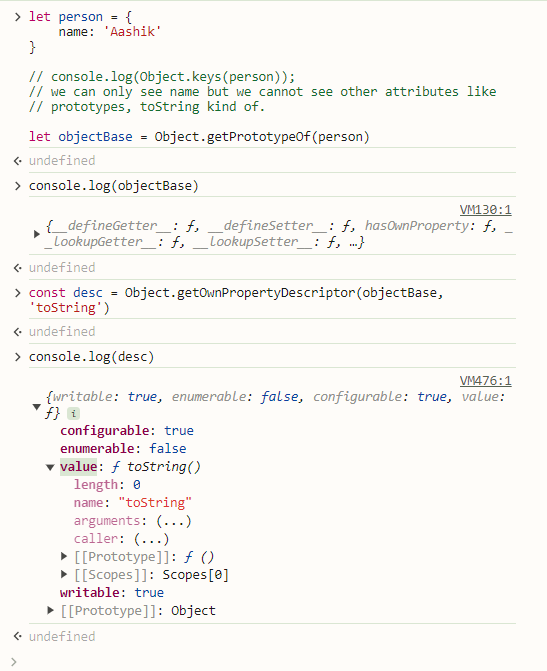 let person = {
name: 'Aashik'
}
// console.log(Object.keys(person));
// we can only see name but we cannot see other attributes like
// prototypes, toString kind of.
let objectBase = Object.getPrototypeOf(person)
undefined
console.log(objectBase)
VM130:1
{__defineGetter__: ƒ, __defineSetter__: ƒ, hasOwnProperty: ƒ, _
_lookupGetter__: ƒ, __lookupSetter__: ƒ, …}
undefined
const desc = Object.getOwnPropertyDescriptor(objectBase,
'toString')
undefined
console.log(desc)
VM476:1
{writable: true, enumerable: false, configurable: true, value:
ƒ} i
configurable: true
enumerable: false
value: ƒ toString()
length: 0
name: "toString"
arguments: (...)
caller: (...)
[[Prototype]]: ƒ ()
[[Scopes]]: Scopes[0]
writable: true
[[Prototype]]: Object
undefined